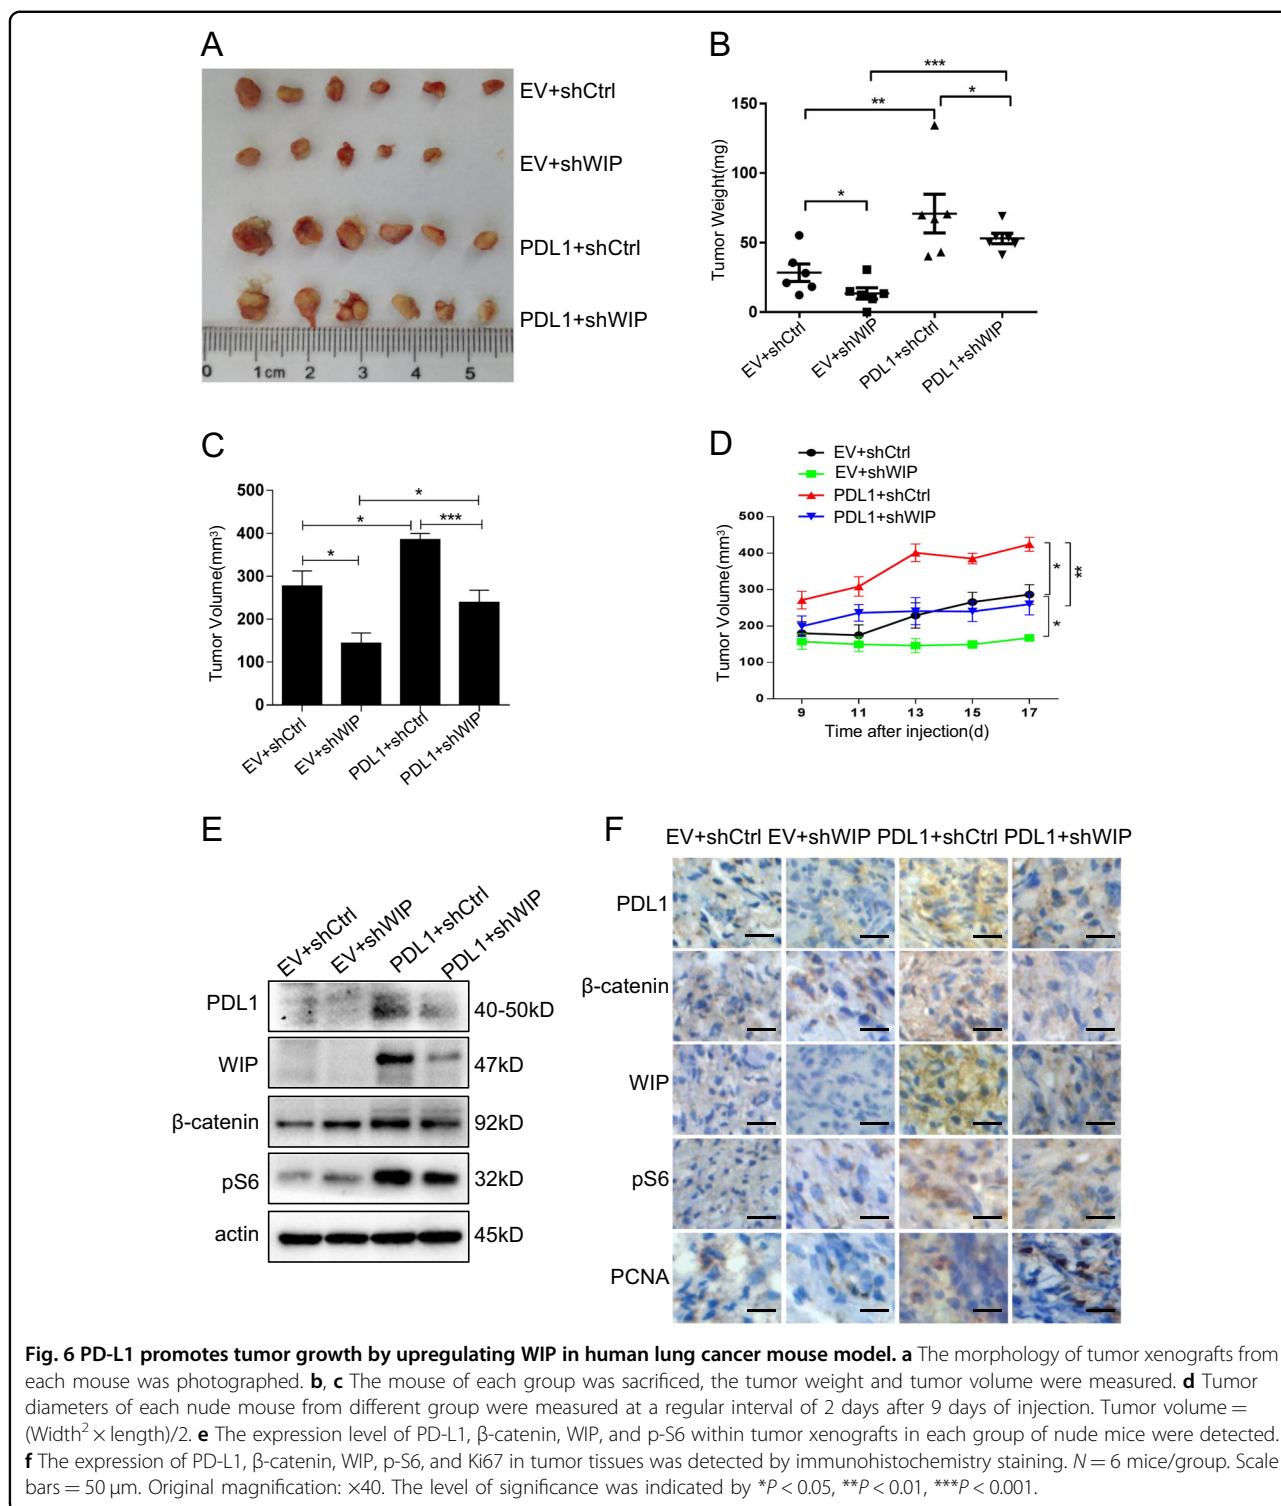 A
EV+shCtrl
EV+shWIP
PDL1+shCtrl
PDL1+shWIP
0 1cm 2 3 4 5
B
***
** *
*
150
100
50
0
Tumor Weight(mg)
EV+shCtrl
EV+shWIP
PDL1+shCtrl
PDL1+shWIP
C
*
* ***
*
500
400
300
200
100
0
Tumor Volume(mm³)
EV+shCtrl
EV+shWIP
PDL1+shCtrl
PDL1+shWIP
D
EV+shCtrl
EV+shWIP
PDL1+shCtrl
PDL1+shWIP
500
400
300
200
100
0
Tumor Volume(mm³)
*
**
*
9 11 13 15 17
Time after injection(d)
E
EV+shCtrl
EV+shWIP
PDL1+shCtrl
PDL1+shWIP
PDL1 40-50kD
WIP 47kD
β-catenin 92kD
pS6 32kD
actin 45kD
F
EV+shCtrl EV+shWIP PDL1+shCtrl PDL1+shWIP
PDL1
β-catenin
WIP
pS6
PCNA
Fig. 6 PD-L1 promotes tumor growth by upregulating WIP in human lung cancer mouse model. a The morphology of tumor xenografts from
each mouse was photographed. b, c The mouse of each group was sacrificed, the tumor weight and tumor volume were measured. d Tumor
diameters of each nude mouse from different group were measured at a regular interval of 2 days after 9 days of injection. Tumor volume =
(Width² × length)/2. e The expression level of PD-L1, β-catenin, WIP, and p-S6 within tumor xenografts in each group of nude mice were detected.
f The expression of PD-L1, β-catenin, WIP, p-S6, and Ki67 in tumor tissues was detected by immunohistochemistry staining. N = 6 mice/group. Scale
bars = 50 μm. Original magnification: ×40. The level of significance was indicated by *P < 0.05, **P < 0.01, ***P < 0.001.